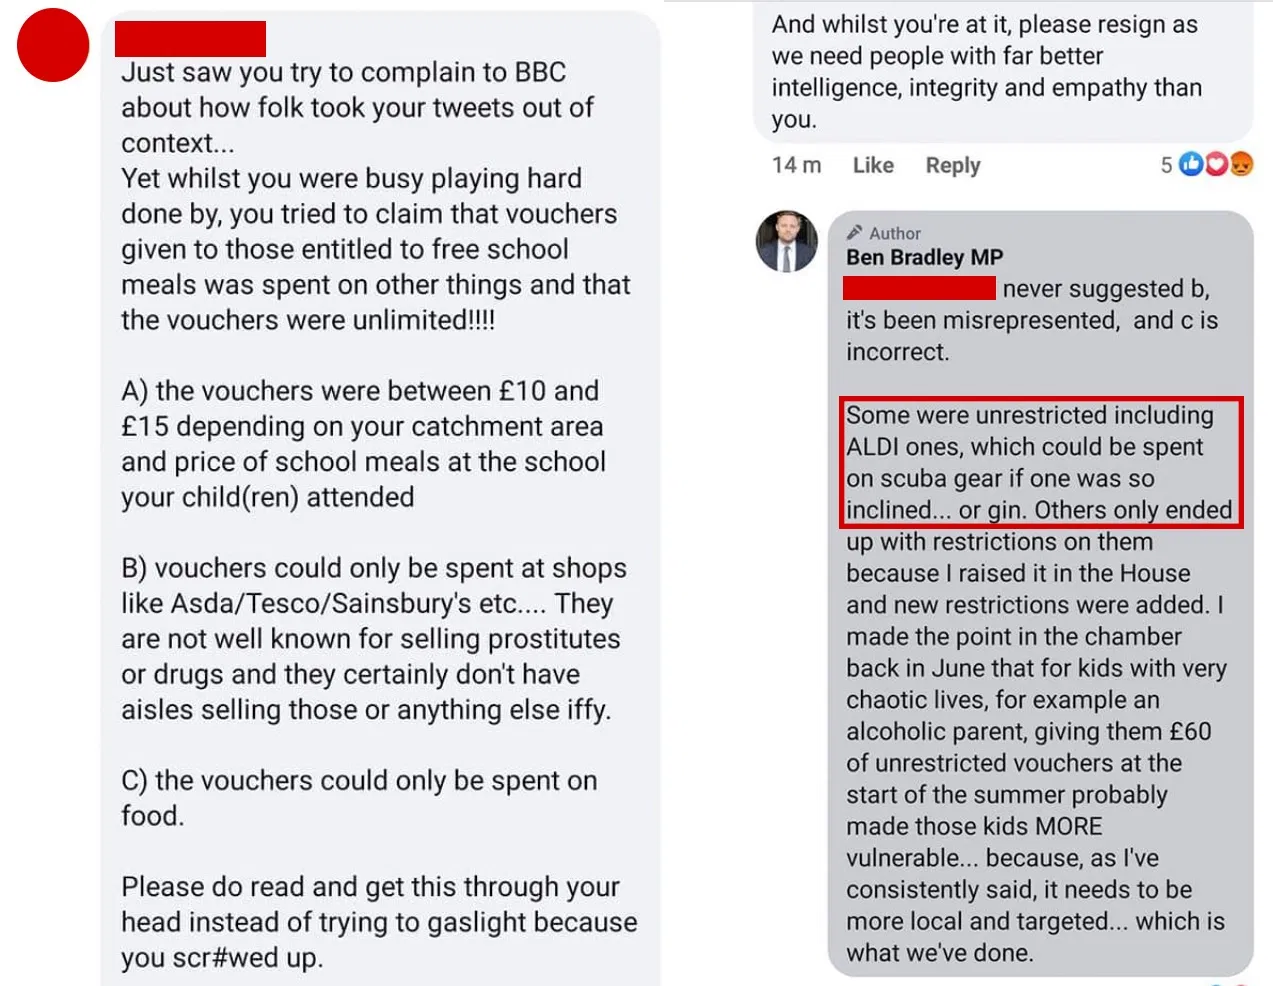 Just saw you try to complain to BBC
about how folk took your tweets out of
context...
Yet whilst you were busy playing hard
done by, you tried to claim that vouchers
given to those entitled to free school
meals was spent on other things and that
the vouchers were unlimited!!!!
A) the vouchers were between £10 and
£15 depending on your catchment area
and price of school meals at the school
your child(ren) attended
B) vouchers could only be spent at shops
like Asda/Tesco/Sainsbury's etc.... They
are not well known for selling prostitutes
or drugs and they certainly don't have
aisles selling those or anything else iffy.
C) the vouchers could only be spent on
food.
Please do read and get this through your
head instead of trying to gaslight because
you scr#wed up.
And whilst you're at it, please resign as
we need people with far better
intelligence, integrity and empathy than
you.
14 m Like Reply 5
Author
Ben Bradley MP
never suggested b,
it's been misrepresented, and c is
incorrect.
Some were unrestricted including
ALDI ones, which could be spent
on scuba gear if one was so
inclined... or gin. Others only ended
up with restrictions on them
because I raised it in the House
and new restrictions were added. I
made the point in the chamber
back in June that for kids with very
chaotic lives, for example an
alcoholic parent, giving them £60
of unrestricted vouchers at the
start of the summer probably
made those kids MORE
vulnerable... because, as I've
consistently said, it needs to be
more local and targeted... which is
what we've done.